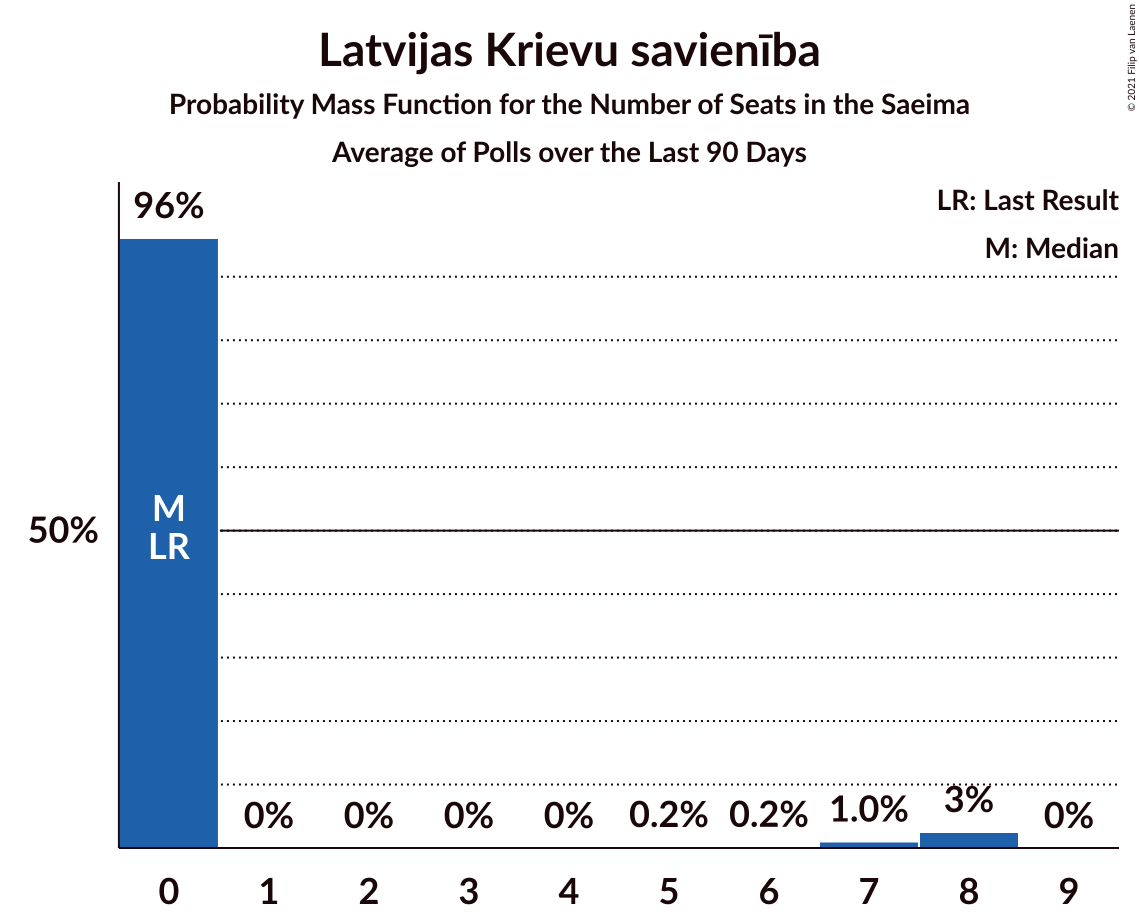 Latvijas Krievu savienība
Probability Mass Function for the Number of Seats in the Saeima
Average of Polls over the Last 90 Days
© 2021 Filip van Laenen
LR: Last Result
M: Median
96%
M
LR
50%
0%
0%
0%
0%
0.2%
0.2%
1.0%
3%
0%
0
1
2
3
4
5
6
7
8
9